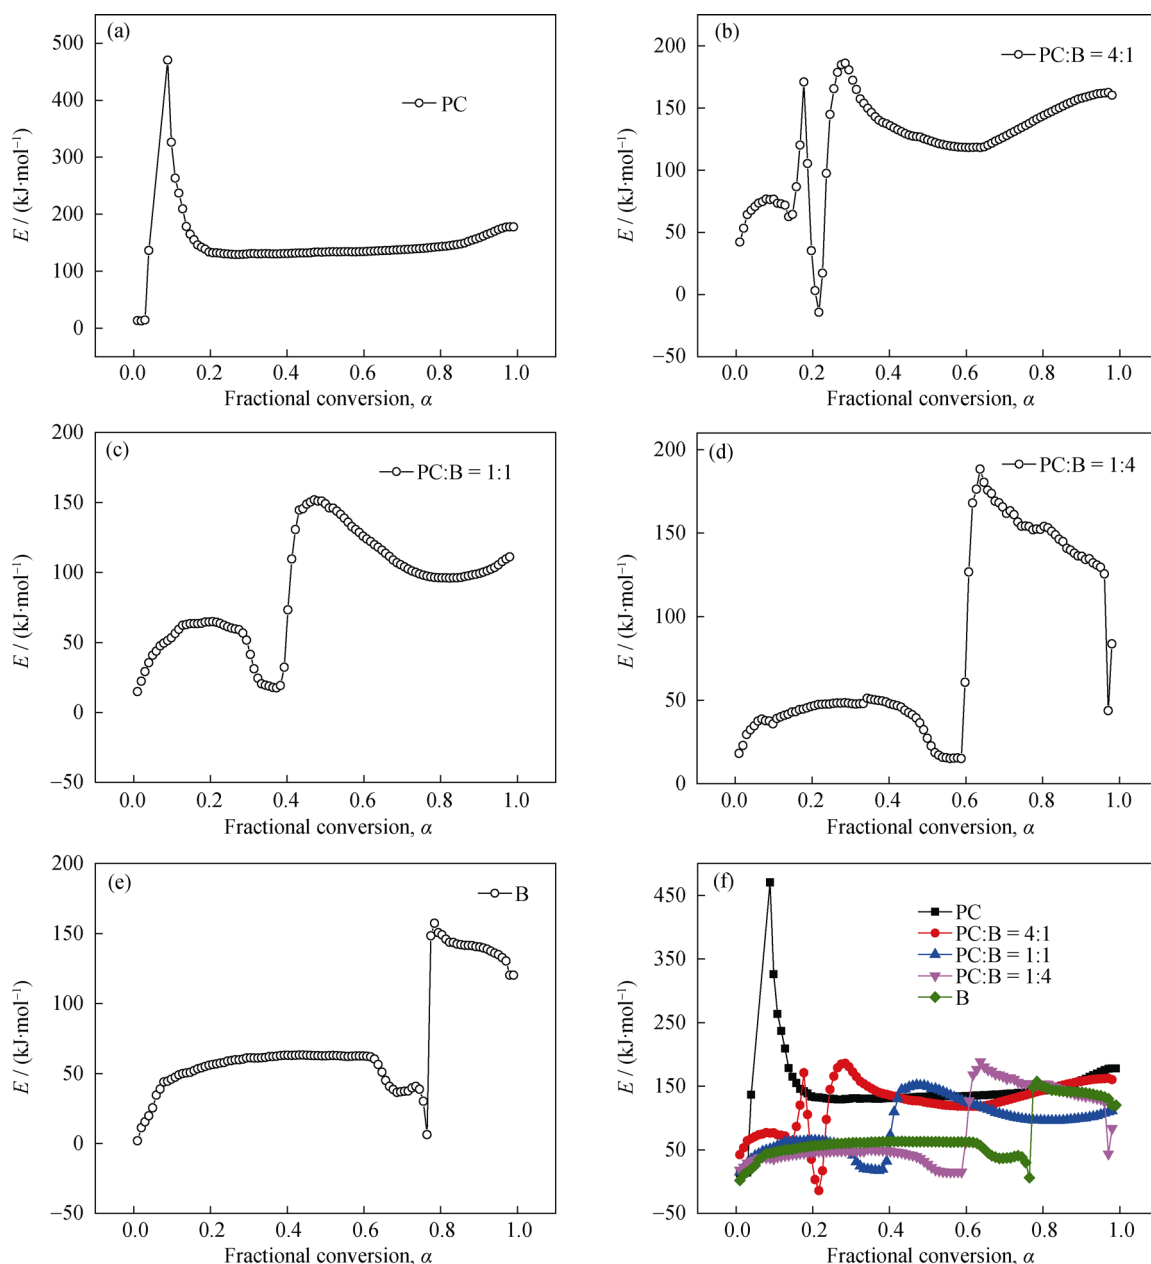 (a)
500
400
300
200
100
0
E / (kJ·mol⁻¹)
PC
0.0 0.2 0.4 0.6 0.8 1.0
Fractional conversion, α
(b)
200
150
100
50
0
−50
E / (kJ·mol⁻¹)
PC:B = 4:1
0.0 0.2 0.4 0.6 0.8 1.0
Fractional conversion, α
(c)
200
150
100
50
0
−50
E / (kJ·mol⁻¹)
PC:B = 1:1
0.0 0.2 0.4 0.6 0.8 1.0
Fractional conversion, α
(d)
200
150
100
50
0
E / (kJ·mol⁻¹)
PC:B = 1:4
0.0 0.2 0.4 0.6 0.8 1.0
Fractional conversion, α
(e)
200
150
100
50
0
−50
E / (kJ·mol⁻¹)
B
0.0 0.2 0.4 0.6 0.8 1.0
Fractional conversion, α
(f)
450
350
250
150
50
−50
E / (kJ·mol⁻¹)
PC
PC:B = 4:1
PC:B = 1:1
PC:B = 1:4
B
0.0 0.2 0.4 0.6 0.8 1.0
Fractional conversion, α